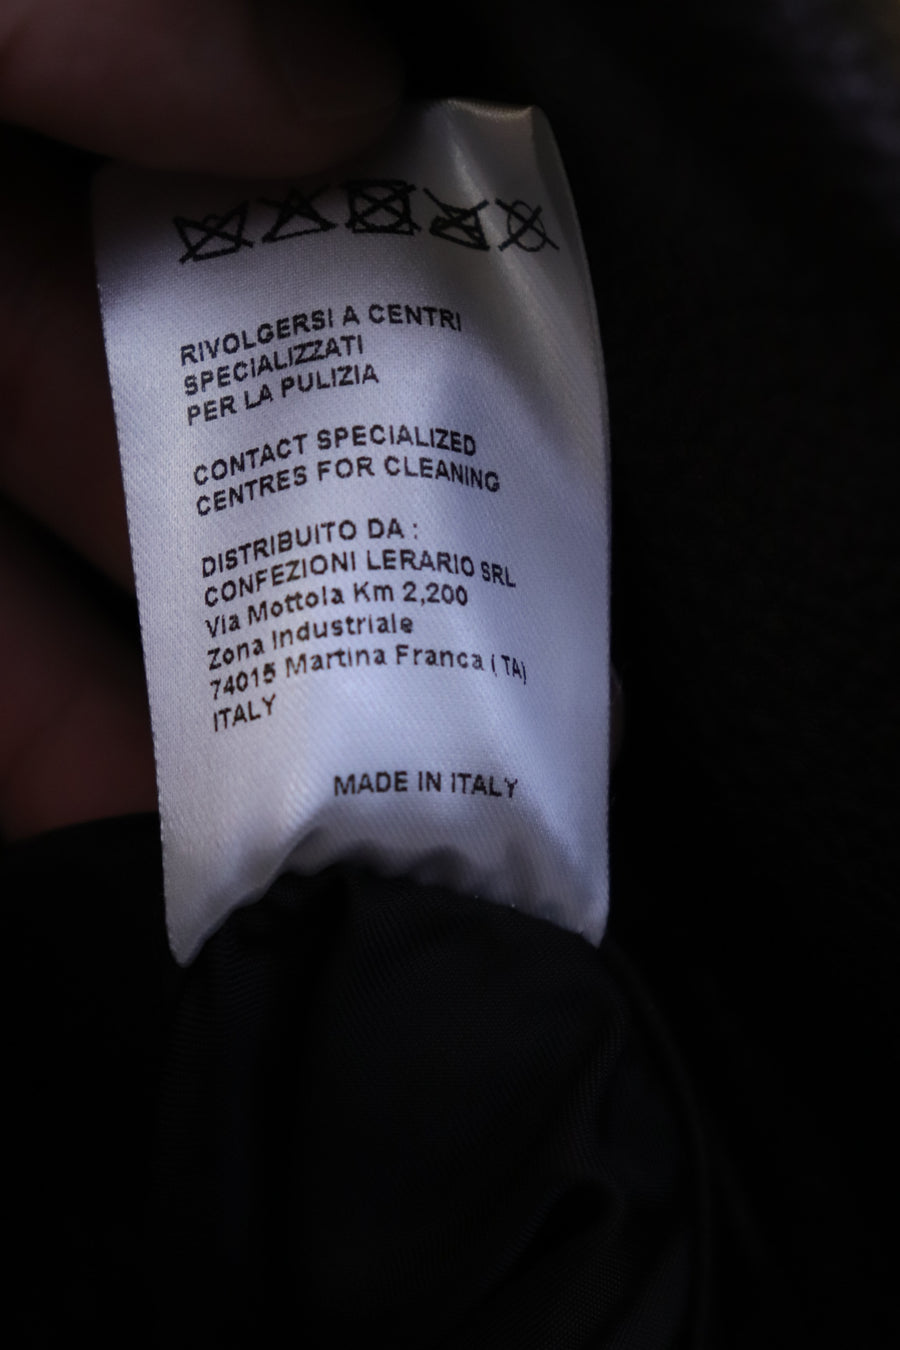 RIVOLGERSI A CENTRI
SPECIALIZZATI
PER LA PULIZIA
CONTACT SPECIALIZED
CENTRES FOR CLEANING
DISTRIBUITO DA :
CONFEZIONI LERARIO SRL
Via Mottola Km 2,200
Zona Industriale
74015 Martina Franca ( TA)
ITALY
MADE IN ITALY